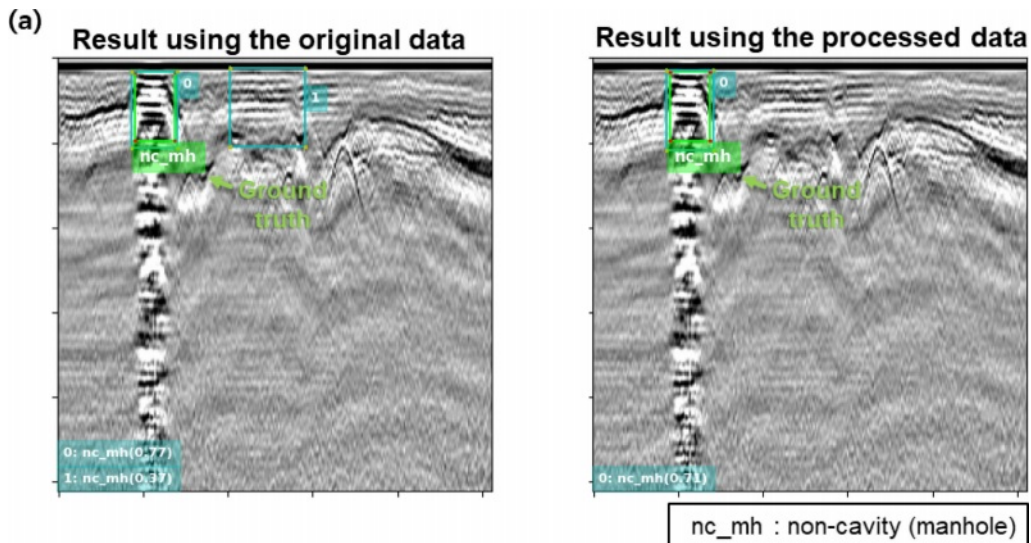 (a)
Result using the original data
0
1
nc_mh
Ground
truth
0: nc_mh(0.77)
1: nc_mh(0.37)
Result using the processed data
0
nc_mh
Ground
truth
0: nc_mh(0.71)
nc_mh : non-cavity (manhole)